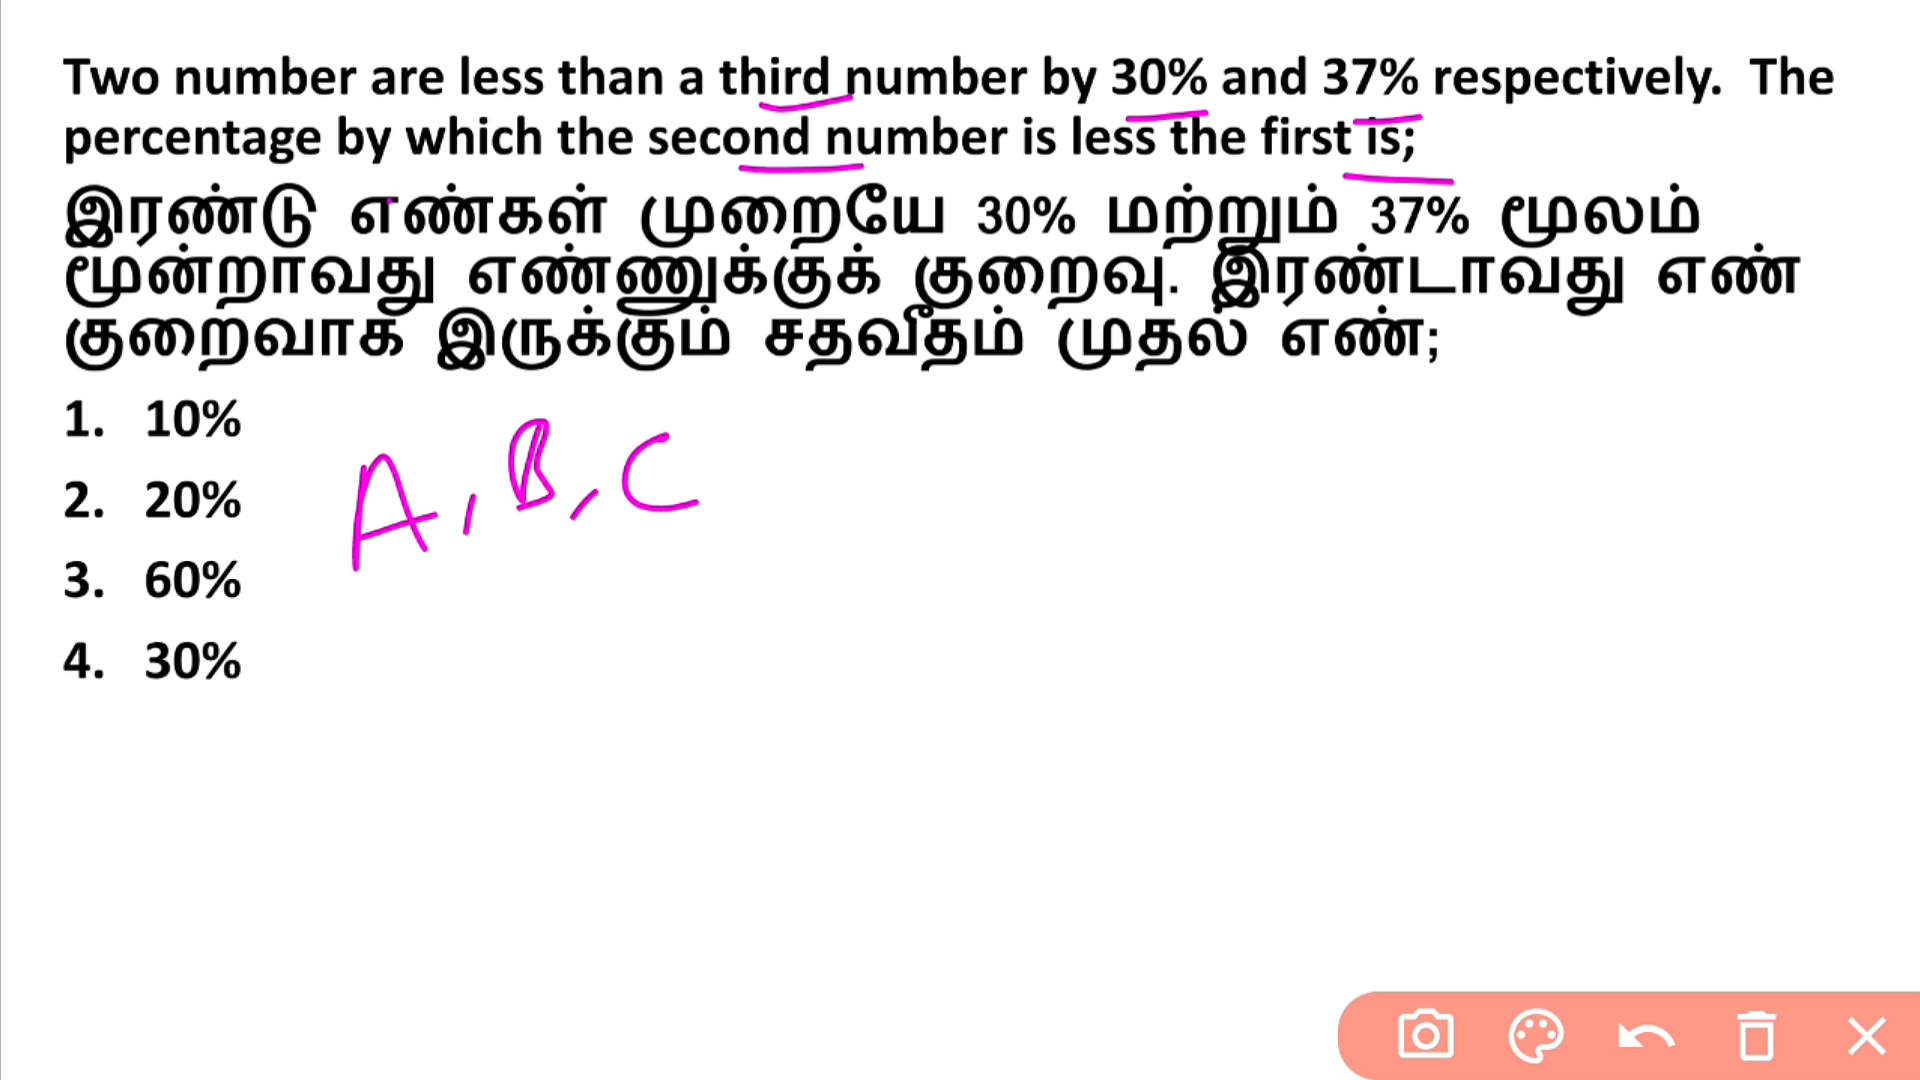 Two number are less than a third number by 30% and 37% respectively. The
percentage by which the second number is less the first is;
இரண்டு எண்கள் முறையே 30% மற்றும் 37% மூலம்
மூன்றாவது எண்ணுக்குக் குறைவு. இரண்டாவது எண்
குறைவாக இருக்கும் சதவீதம் முதல் எண்;
1. 10%
2. 20%
3. 60%
4. 30%
A, B, C